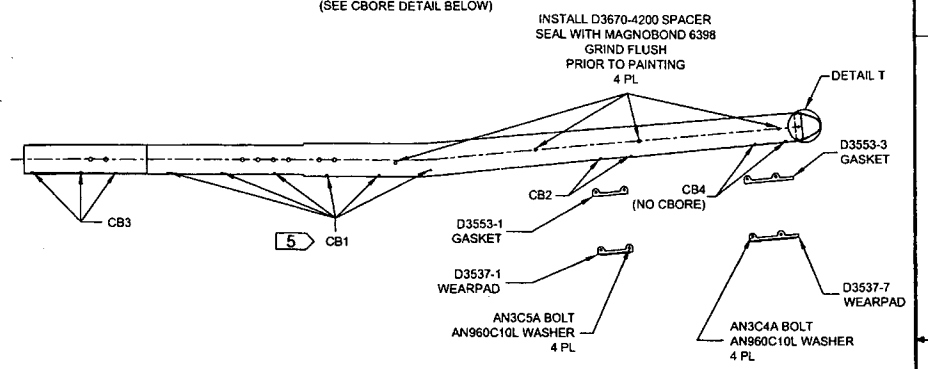 (SEE CBORE DETAIL BELOW)
INSTALL D3670-4200 SPACER
SEAL WITH MAGNOBOND 6398
GRIND FLUSH
PRIOR TO PAINTING
4 PL
DETAIL T
D3553-3
GASKET
CB2
CB4
(NO CBORE)
CB3
5
CB1
D3553-1
GASKET
D3537-1
WEARPAD
D3537-7
WEARPAD
AN3C5A BOLT
AN960C10L WASHER
4 PL
AN3C4A BOLT
AN960C10L WASHER
4 PL